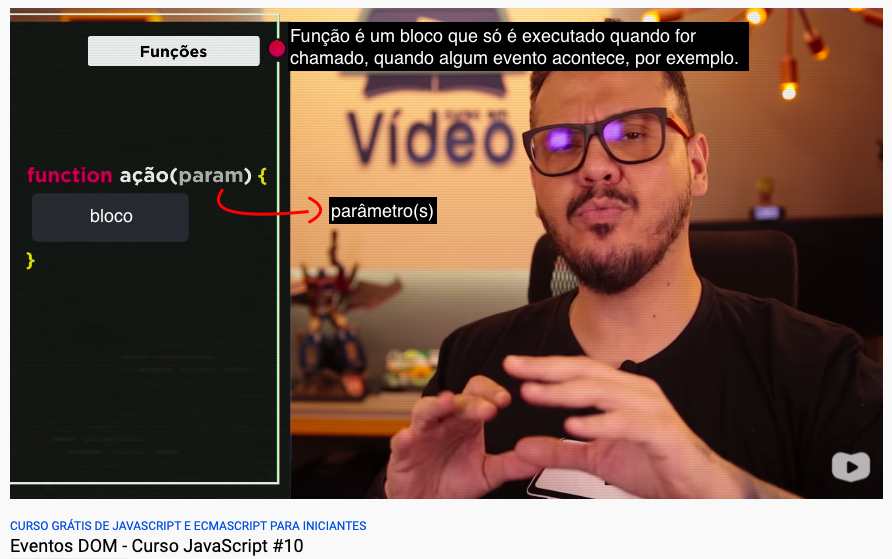 Funções
Função é um bloco que só é executado quando for
chamado, quando algum evento acontece, por exemplo.
Vídeo
function ação(param) {
bloco
parâmetro(s)
}
CURSO GRÁTIS DE JAVASCRIPT E ECMASCRIPT PARA INICIANTES
Eventos DOM - Curso JavaScript #10